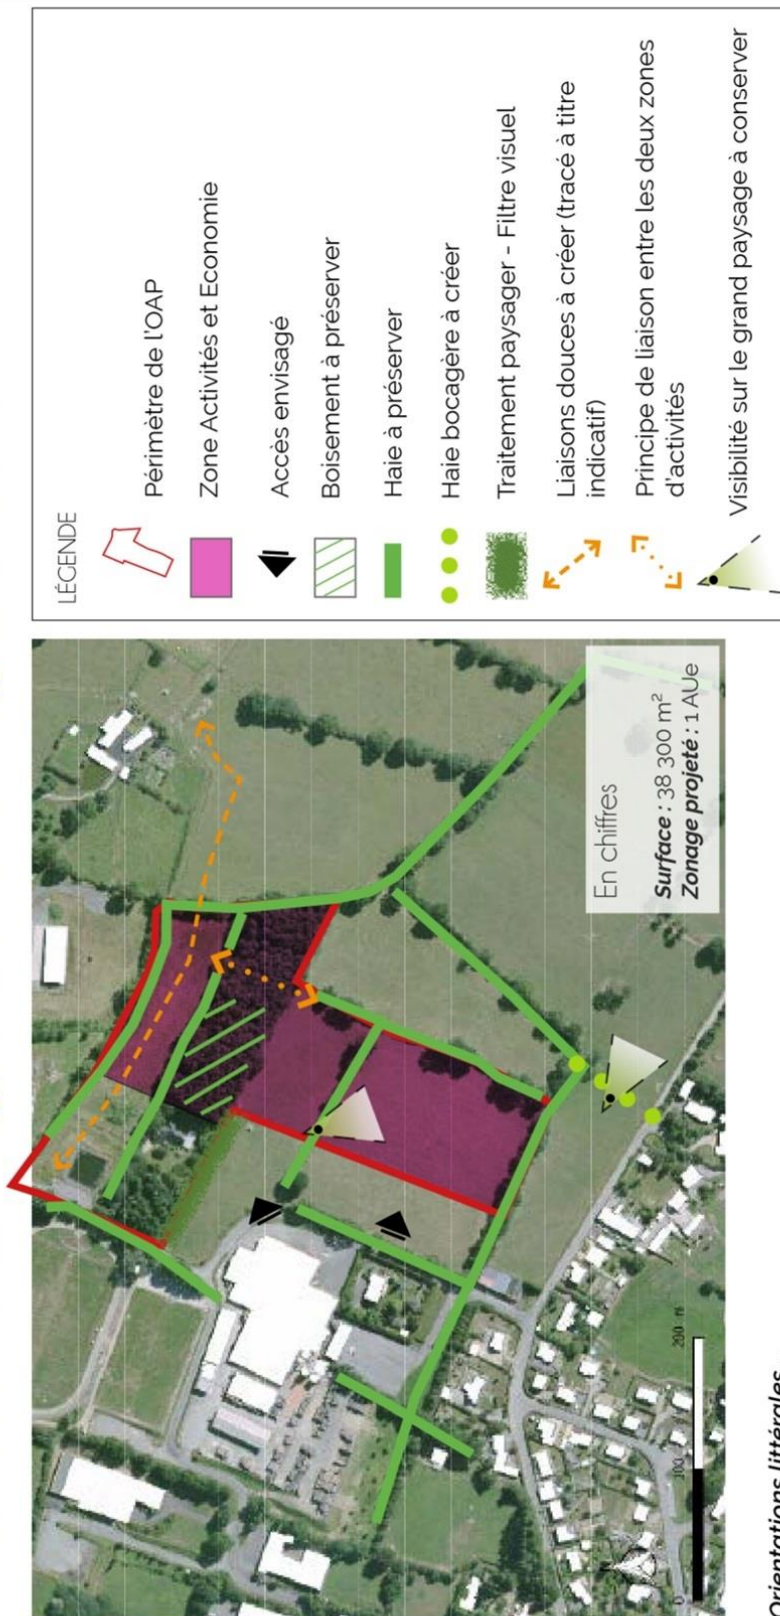 LÉGENDE
Périmètre de l'OAP
Zone Activités et Economie
Accès envisagé
Boisement à préserver
Haie à préserver
Haie bocagère à créer
Traitement paysager - Filtre visuel
Liaisons douces à créer (tracé à titre
indicatif)
Principe de liaison entre les deux zones
d'activités
Visibilité sur le grand paysage à conserver
En chiffres
Surface : 38 300 m²
Zonage projeté : 1 AUe
0 100 200 m
Orientations littérales